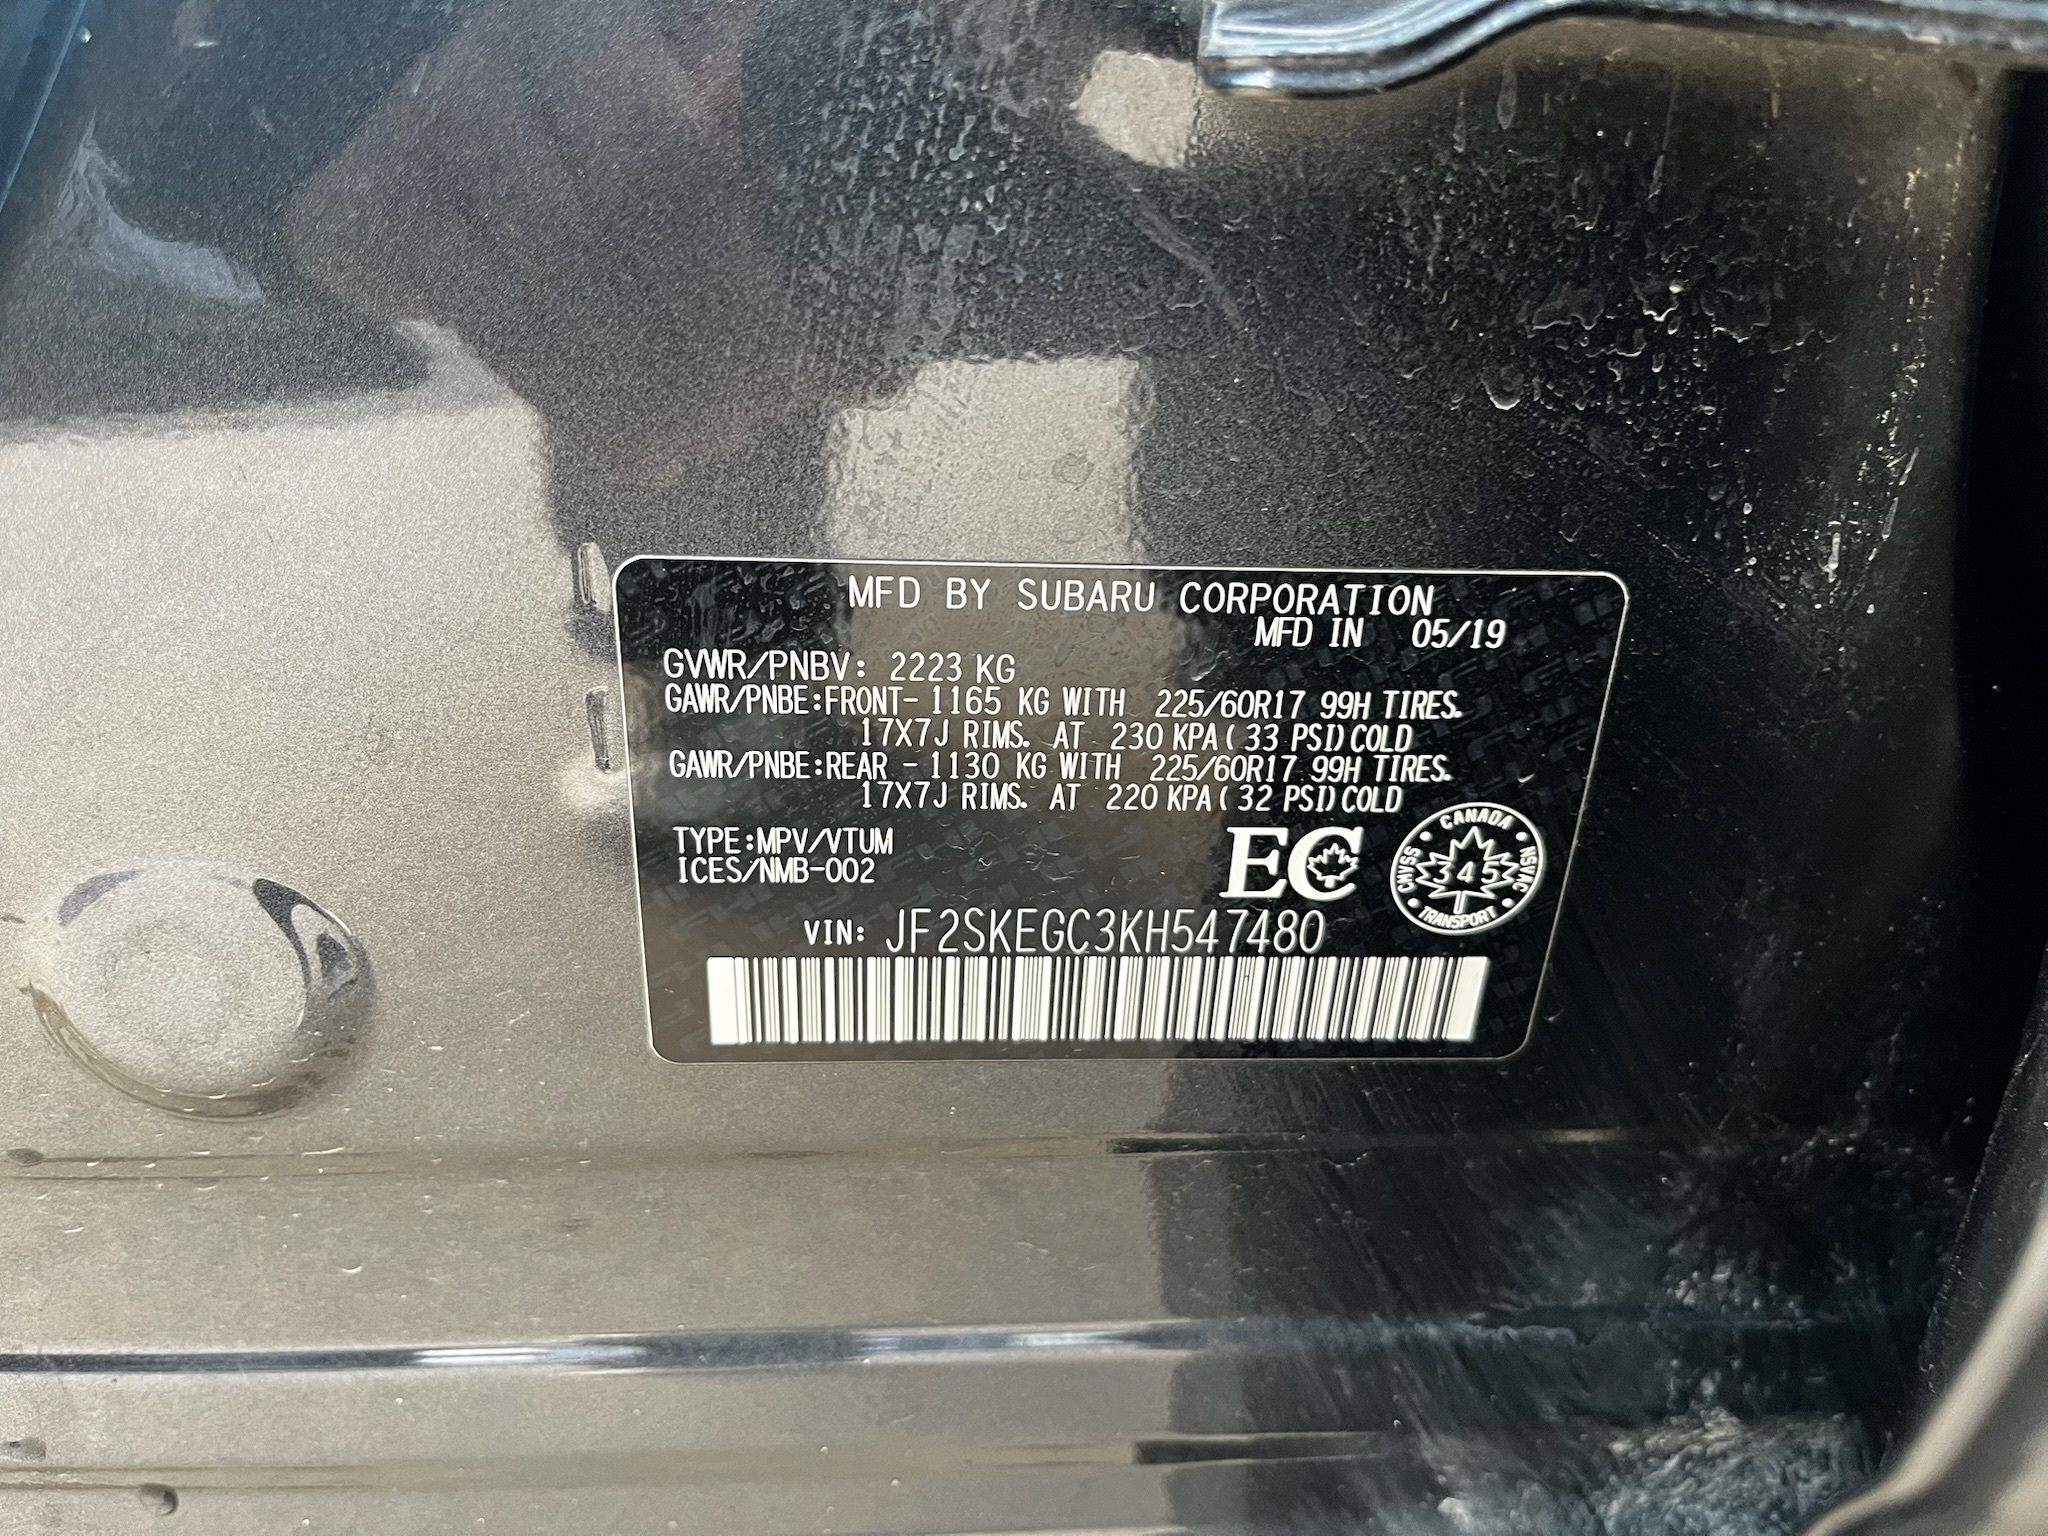 MFD BY SUBARU CORPORATION
MFD IN 05/19
GVWR/PNBV: 2223 KG
GAWR/PNBE:FRONT- 1165 KG WITH 225/60R17 99H TIRES.
17X7J RIMS. AT 230 KPA(33 PSI)COLD
GAWR/PNBE:REAR - 1130 KG WITH 225/60R17 99H TIRES.
17X7J RIMS. AT 220 KPA(32 PSI)COLD
TYPE:MPV/VTUM
ICES/NMB-002
EC
CANADA
CMVSS 345 NSVAC
TRANSPORT
VIN: JF2SKEGC3KH547480